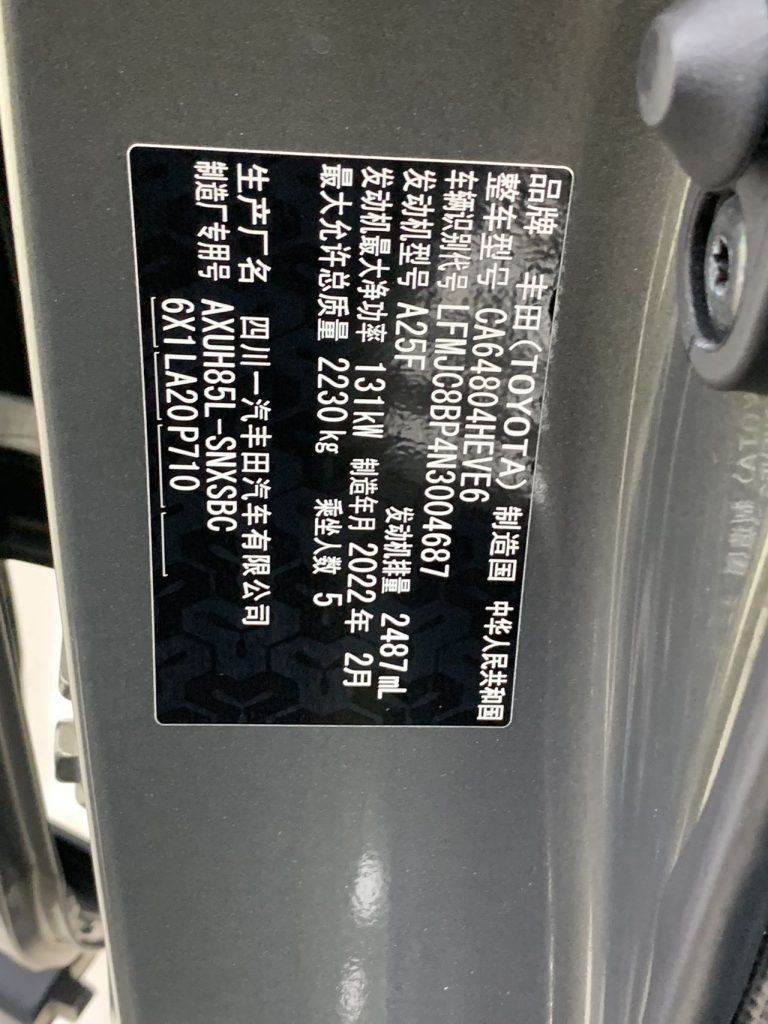 品牌 丰田(TOYOTA) 制造国 中华人民共和国
整车型号 CA64804HEVE6
车辆识别代号 LFMJC8BP4N3004687
发动机型号 A25F 发动机排量 2487mL
发动机最大净功率 131kW 制造年月 2022年 2月
最大允许总质量 2230kg 乘坐人数 5
生产厂名 四川一汽丰田汽车有限公司
制造厂专用号 AXUH85L-SNXSBC
6X1LA20P710